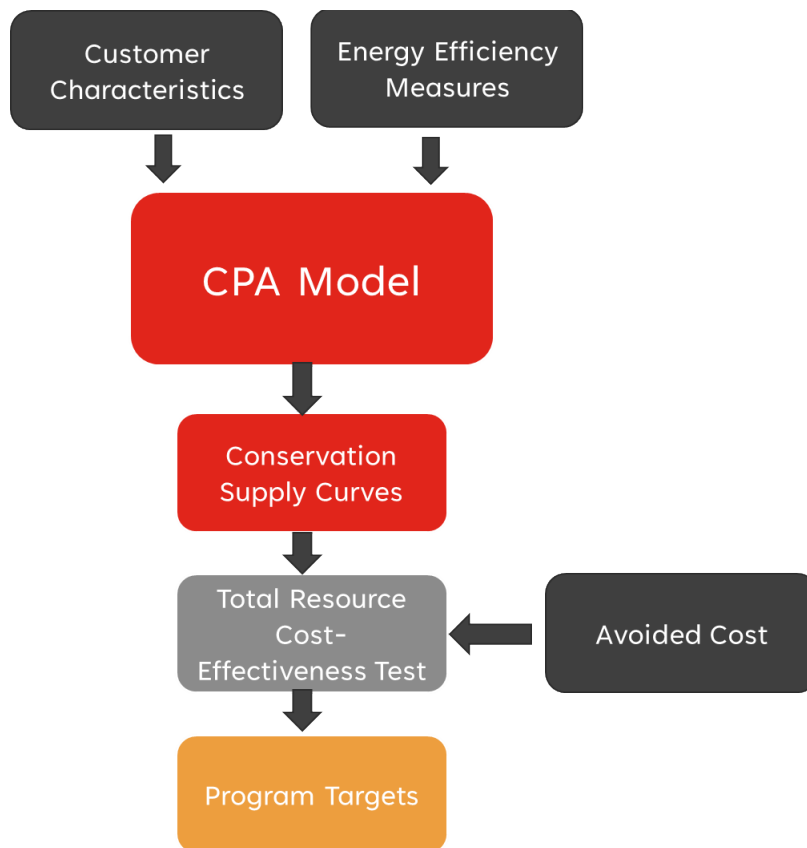 Customer
Characteristics
Energy Efficiency
Measures
CPA Model
Conservation
Supply Curves
Total Resource
Cost-
Effectiveness Test
Avoided Cost
Program Targets